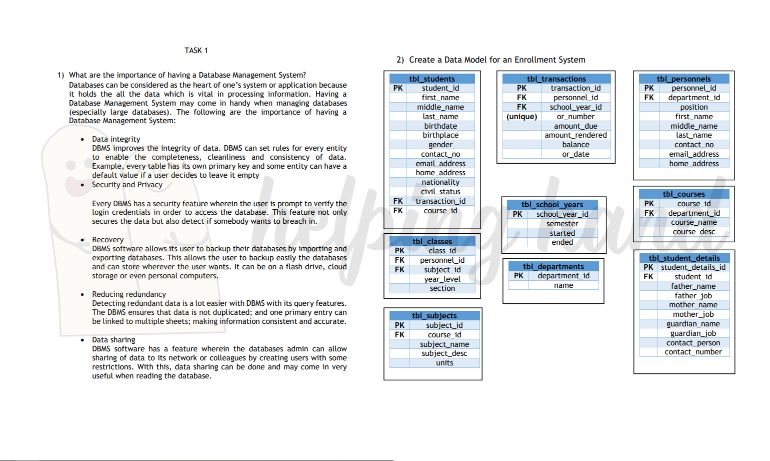 TASK 1
1) What are the importance of having a Database Management System?
Databases can be considered as the heart of one's system or application because
it holds the all the data which is vital in processing information. Having a
Database Management System may come in handy when managing databases
(especially large databases). The following are the importance of having a
Database Management System:
• Data integrity
DBMS improves the integrity of data. DBMS can set rules for every entity
to enable the completeness, cleanliness and consistency of data.
Example, every table has its own primary key and some entity can have a
default value if a user decides to leave it empty
• Security and Privacy
Every DBMS has a security feature wherein the user is prompt to verify the
login credentials in order to access the database. This feature not only
secures the data but also detect if somebody wants to breach in.
• Recovery
DBMS software allows its user to backup their databases by importing and
exporting databases. This allows the user to backup easily the databases
and can store wherever the user wants. It can be on a flash drive, cloud
storage or even personal computers.
• Reducing redundancy
Detecting redundant data is a lot easier with DBMS with its query features.
The DBMS ensures that data is not duplicated; and one primary entry can
be linked to multiple sheets; making information consistent and accurate.
• Data sharing
DBMS software has a feature wherein the databases admin can allow
sharing of data to its network or colleagues by creating users with some
restrictions. With this, data sharing can be done and may come in very
useful when reading the database.
2) Create a Data Model for an Enrollment System
tbl_students
PK student_id
first_name
middle_name
last_name
birthdate
birthplace
gender
contact_no
email_address
home_address
nationality
civil_status
FK transaction_id
FK course_id
tbl_classes
PK class_id
FK personnel_id
FK subject_id
year_level
section
tbl_subjects
PK subject_id
FK course_id
subject_name
subject_desc
units
tbl_transactions
PK transaction_id
FK personnel_id
FK school_year_id
(unique) or_number
amount_due
amount_rendered
balance
or_date
tbl_school_years
PK school_year_id
semester
started
ended
tbl_departments
PK department_id
name
tbl_personnels
PK personnel_id
FK department_id
position
first_name
middle_name
last_name
contact_no
email_address
home_address
tbl_courses
PK course_id
FK department_id
course_name
course_desc
tbl_student_details
PK student_details_id
FK student_id
father_name
father_job
mother_name
mother_job
guardian_name
guardian_job
contact_person
contact_number
helping hand